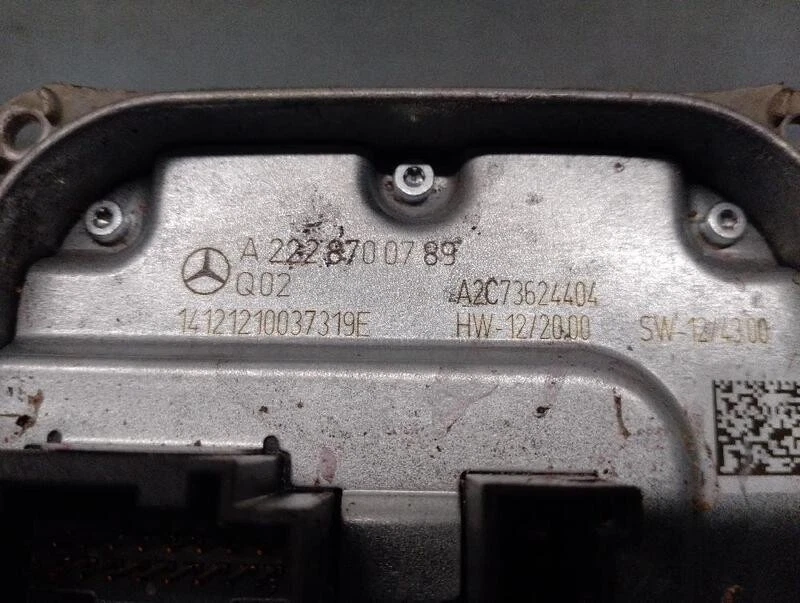 A 222 870 07 89
Q02
A2C73624404
14121210037319E
HW-12/20.00
SW-12/43.00